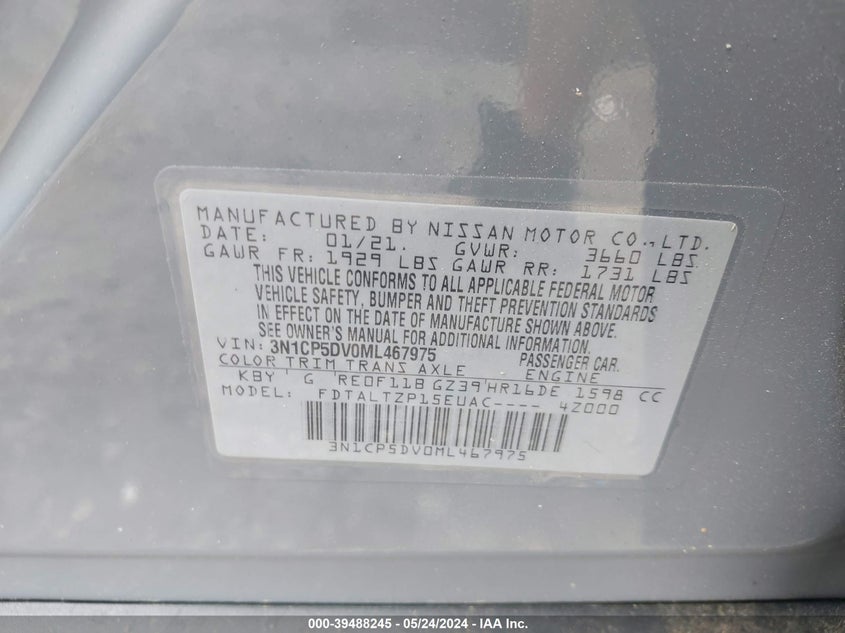 MANUFACTURED BY NISSAN MOTOR CO., LTD.
DATE: 01/21. GVWR: 3660 LBS
GAWR FR: 1929 LBS GAWR RR: 1731 LBS
THIS VEHICLE CONFORMS TO ALL APPLICABLE FEDERAL MOTOR
VEHICLE SAFETY, BUMPER AND THEFT PREVENTION STANDARDS
IN EFFECT ON THE DATE OF MANUFACTURE SHOWN ABOVE.
SEE OWNER'S MANUAL FOR ADDITIONAL INFORMATION.
VIN: 3N1CP5DV0ML467975 PASSENGER CAR.
COLOR TRIM TRANS AXLE ENGINE
KBY ' G 'RE0F11B GZ39'HR16DE 1598 CC
MODEL: FDTALTZP15EUAC---- 4Z000
3N1CP5DV0ML467975
000-39488245 - 05/24/2024 - IAA Inc.